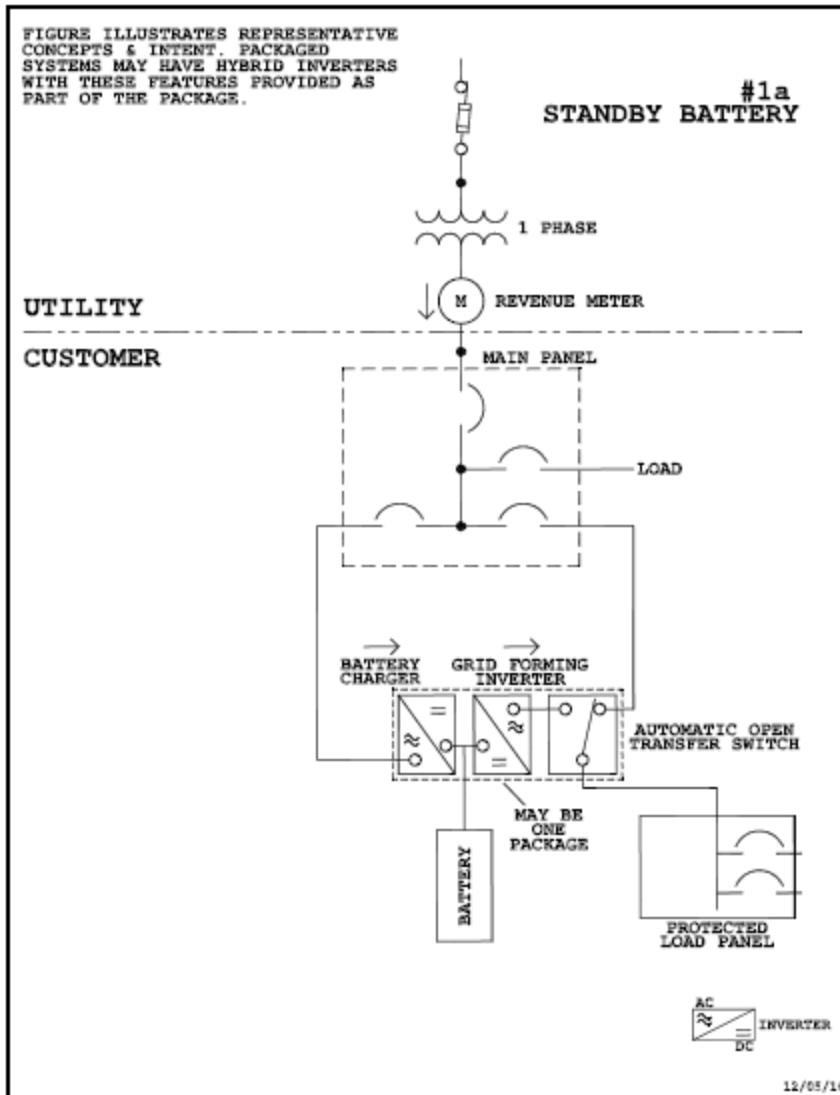 FIGURE ILLUSTRATES REPRESENTATIVE
CONCEPTS & INTENT. PACKAGED
SYSTEMS MAY HAVE HYBRID INVERTERS
WITH THESE FEATURES PROVIDED AS
PART OF THE PACKAGE.
#1a
STANDBY BATTERY
1 PHASE
M
REVENUE METER
UTILITY
CUSTOMER
MAIN PANEL
LOAD
BATTERY
CHARGER
GRID FORMING
INVERTER
AUTOMATIC OPEN
TRANSFER SWITCH
MAY BE
ONE
PACKAGE
BATTERY
PROTECTED
LOAD PANEL
AC
INVERTER
DC